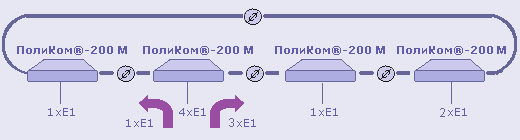 ПолиКом®-200 М ПолиКом®-200 М ПолиКом®-200 М ПолиКом®-200 М
1xE1 4xE1 1xE1 2xE1
1xE1 3xE1